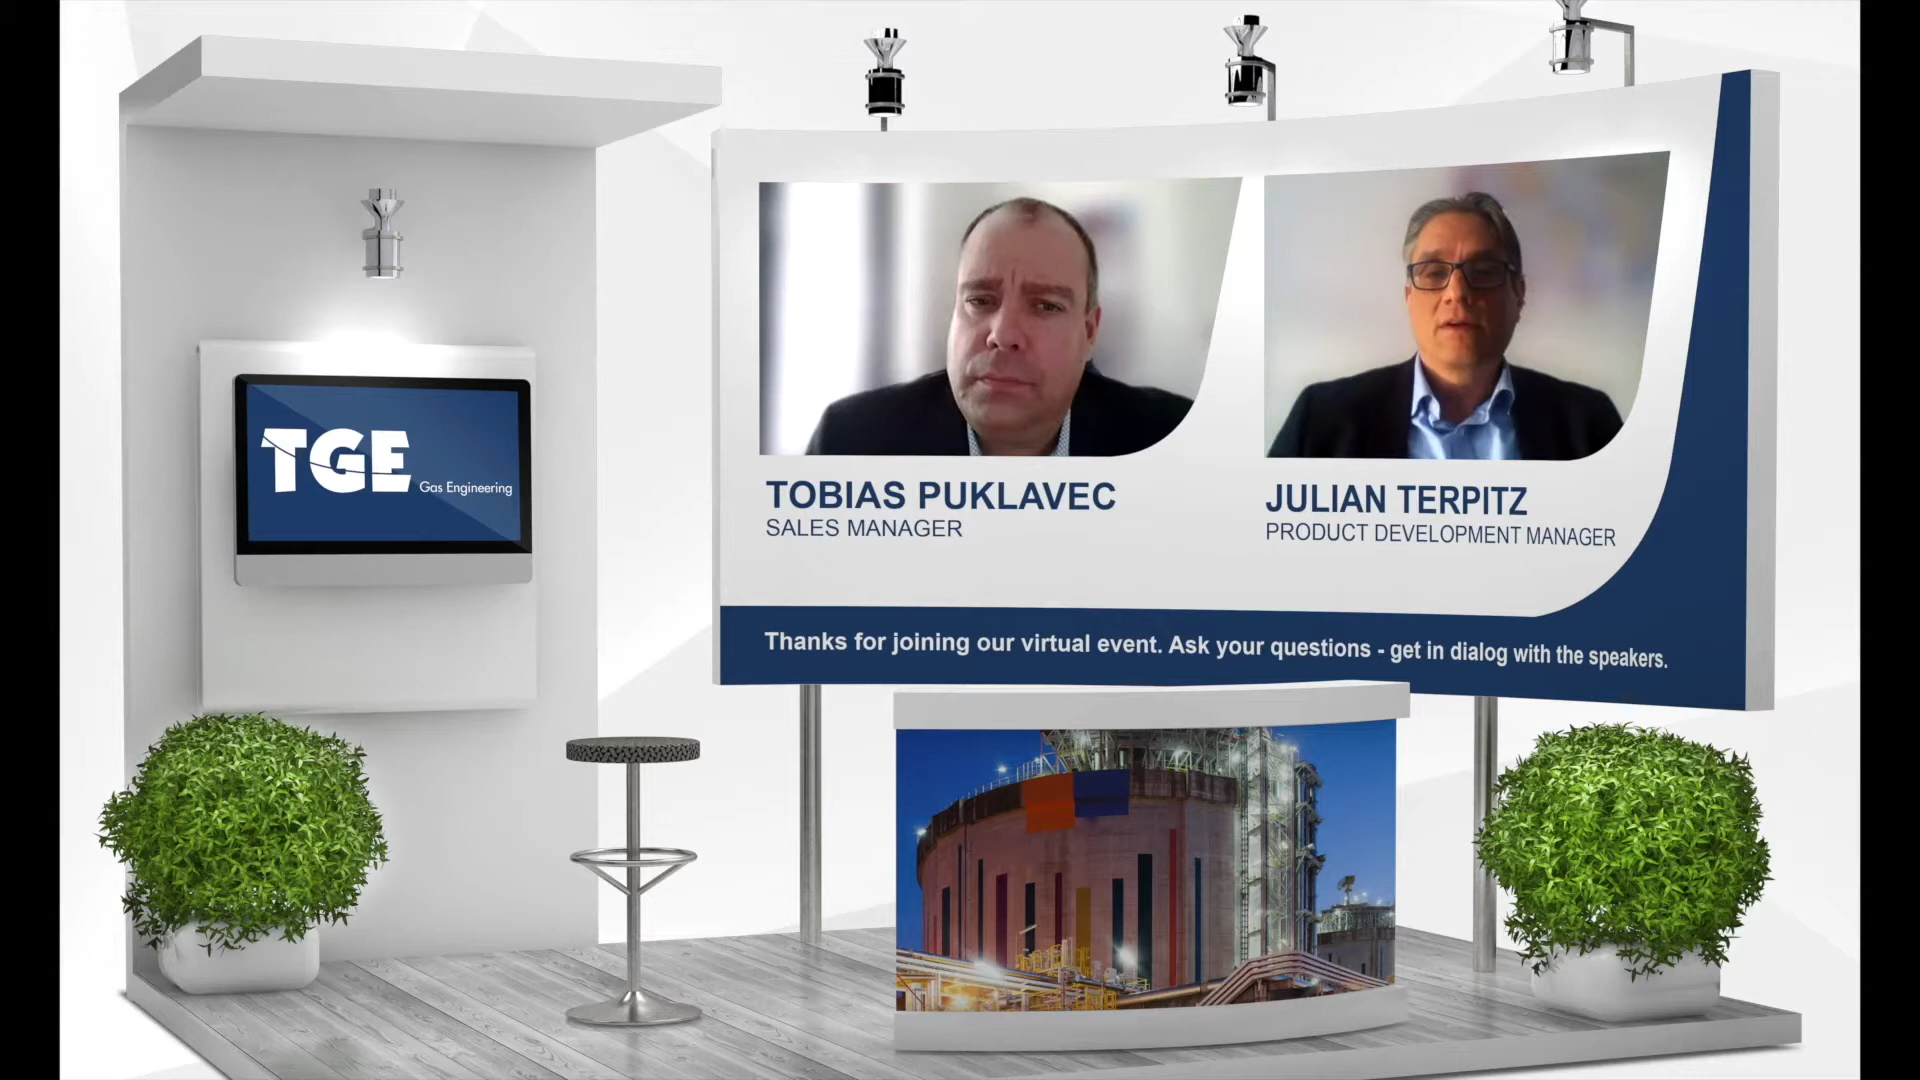 TGE Gas Engineering
TOBIAS PUKLAVEC
SALES MANAGER
JULIAN TERPITZ
PRODUCT DEVELOPMENT MANAGER
Thanks for joining our virtual event. Ask your questions - get in dialog with the speakers.